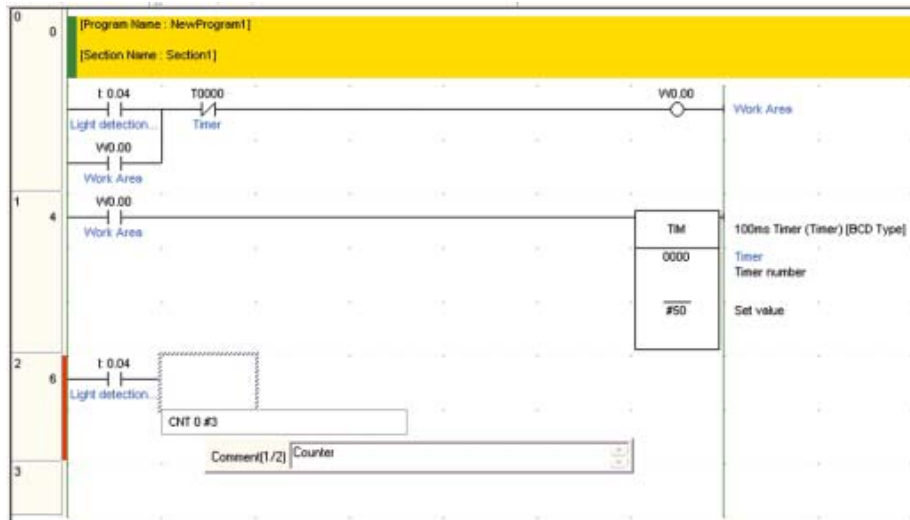 0
0
[Program Name : NewProgram1]
[Section Name : Section1]
I: 0.04
T0000
W0.00
Work Area
Light detection...
Timer
W0.00
Work Area
1
4
W0.00
Work Area
TIM
100ms Timer (Timer) [BCD Type]
0000
Timer
Timer number
#50
Set value
2
6
I: 0.04
Light detection...
CNT 0 #3
Comment(1/2) Counter
3